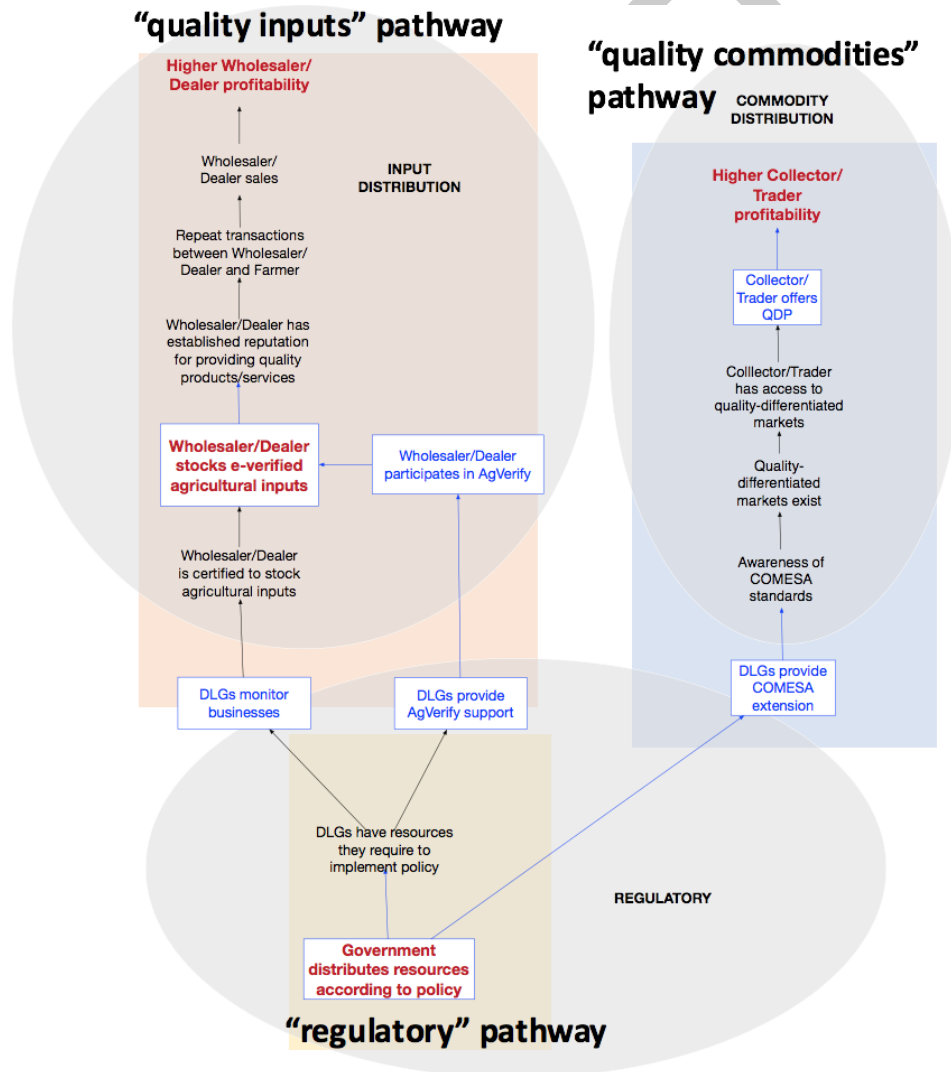 “quality inputs” pathway
Higher Wholesaler/
Dealer profitability
Wholesaler/
Dealer sales
INPUT
DISTRIBUTION
Repeat transactions
between Wholesaler/
Dealer and Farmer
Wholesaler/Dealer has
established reputation
for providing quality
products/services
Wholesaler/Dealer
stocks e-verified
agricultural inputs
Wholesaler/Dealer
participates in AgVerify
Wholesaler/Dealer
is certified to stock
agricultural inputs
DLGs monitor
businesses
DLGs provide
AgVerify support
“quality commodities”
pathway
COMMODITY
DISTRIBUTION
Higher Collector/
Trader
profitability
Collector/
Trader offers
QDP
Colllector/Trader
has access to
quality-differentiated
markets
Quality-
differentiated
markets exist
Awareness of
COMESA
standards
DLGs provide
COMESA
extension
DLGs have resources
they require to
implement policy
REGULATORY
Government
distributes resources
according to policy
“regulatory” pathway